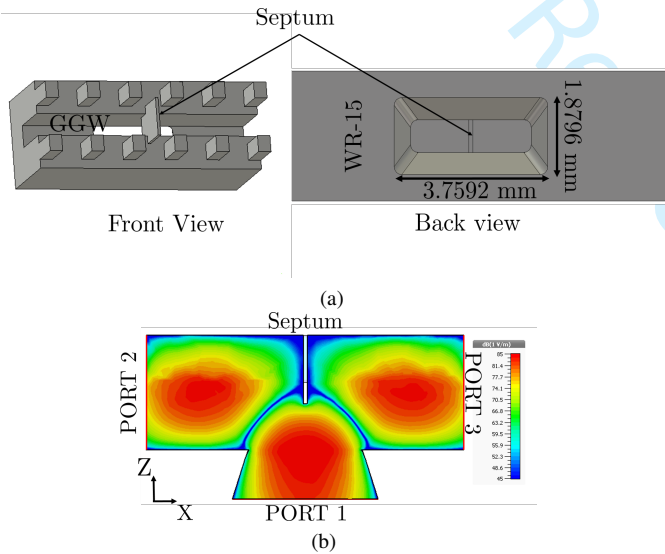 Septum
GGW
WR-15
1.8796 mm
3.7592 mm
Front View
Back view
(a)
Septum
PORT 2
PORT 3
dB(1 V/m)
85
81.4
77.7
74.1
70.5
66.8
63.2
59.5
55.9
52.3
48.6
45
Z
X
PORT 1
(b)